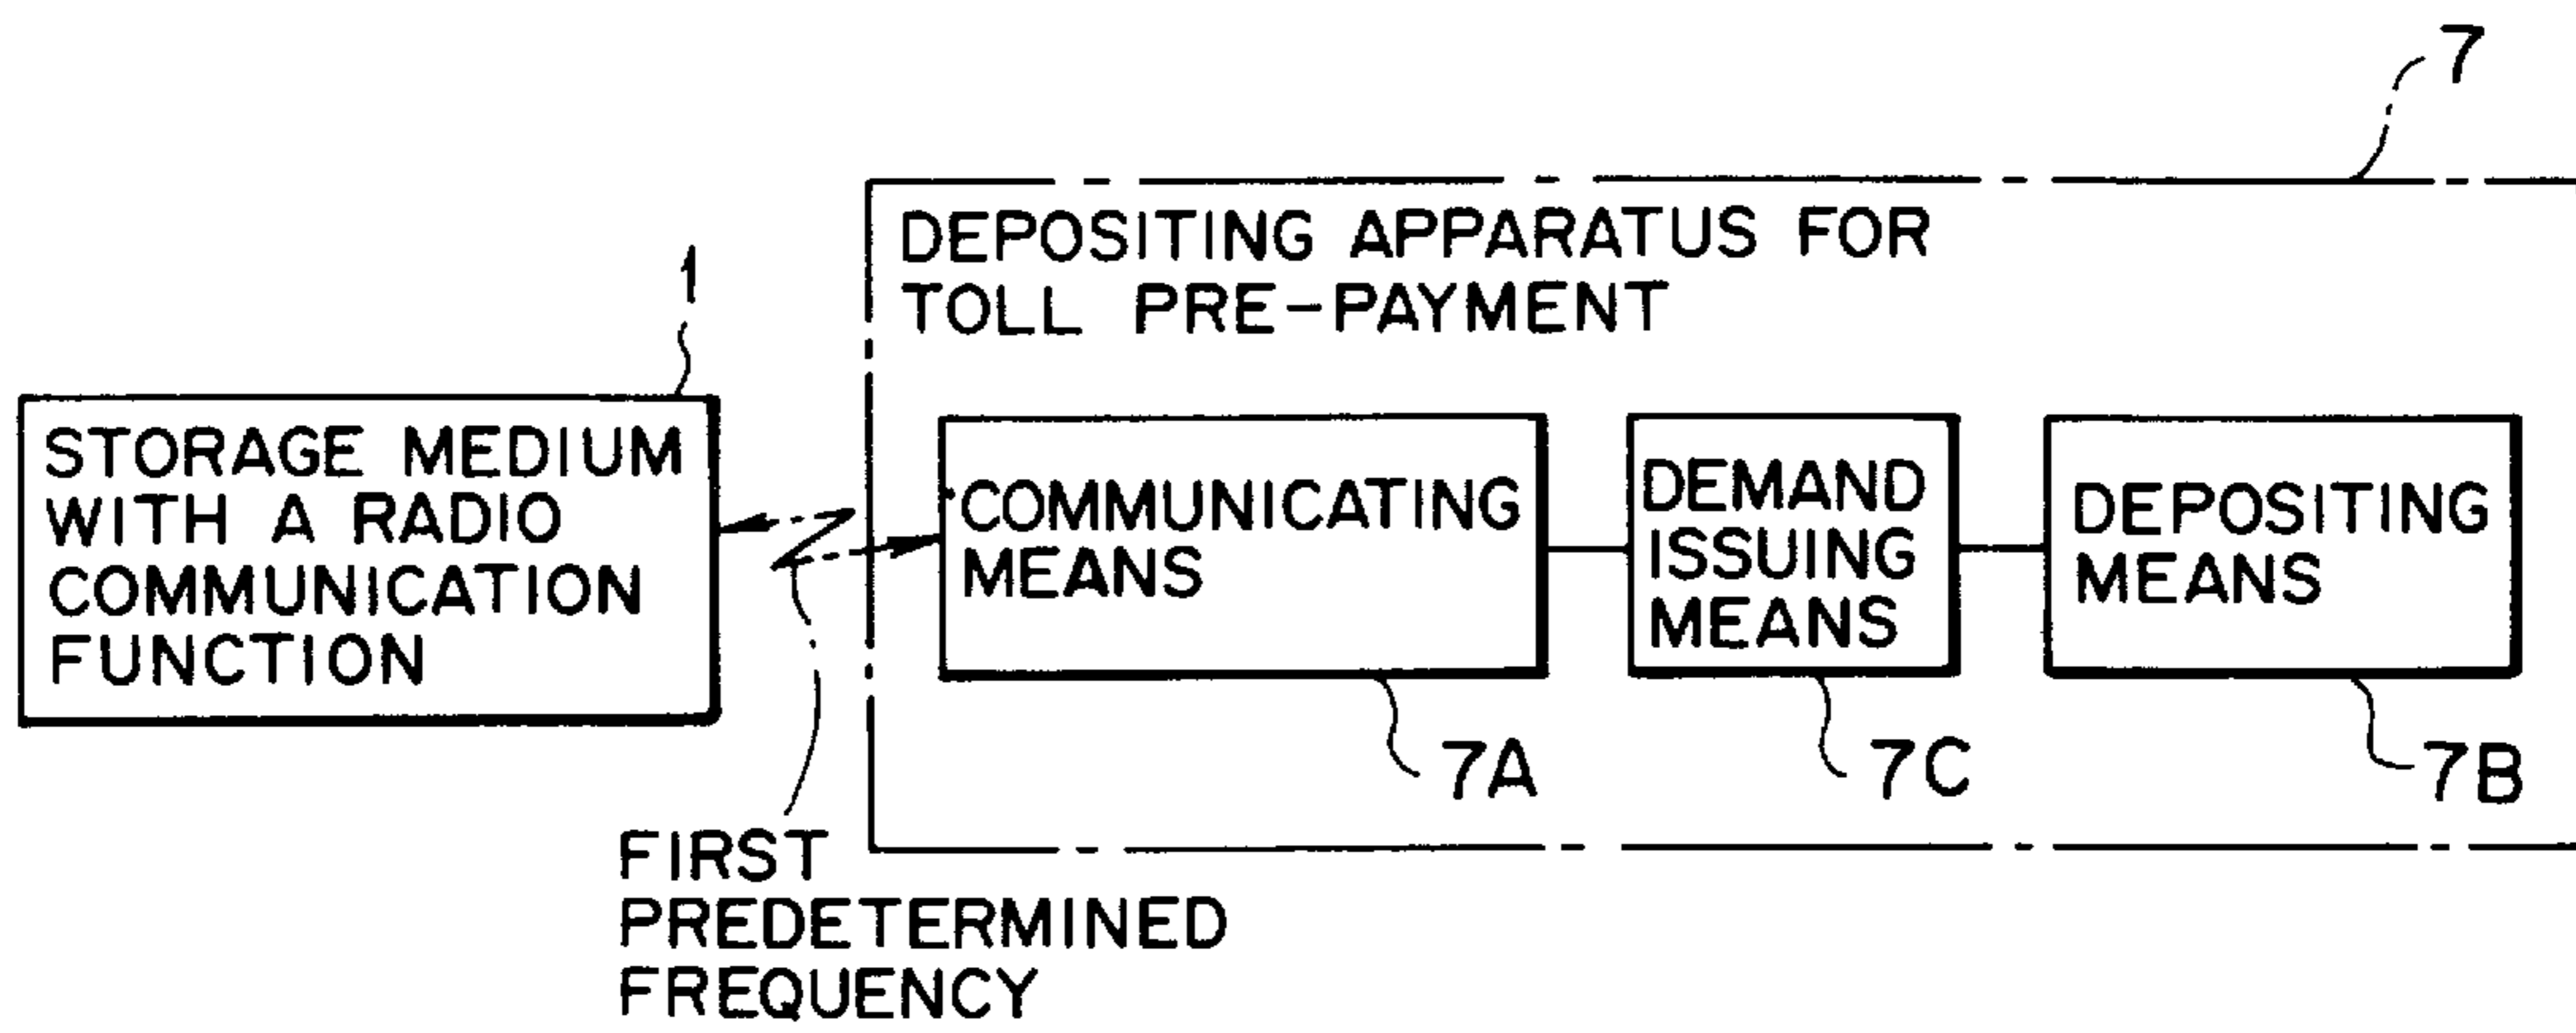 7
DEPOSITING APPARATUS FOR
TOLL PRE-PAYMENT
1
STORAGE MEDIUM
WITH A RADIO
COMMUNICATION
FUNCTION
COMMUNICATING
MEANS
DEMAND
ISSUING
MEANS
DEPOSITING
MEANS
7A
7C
7B
FIRST
PREDETERMINED
FREQUENCY